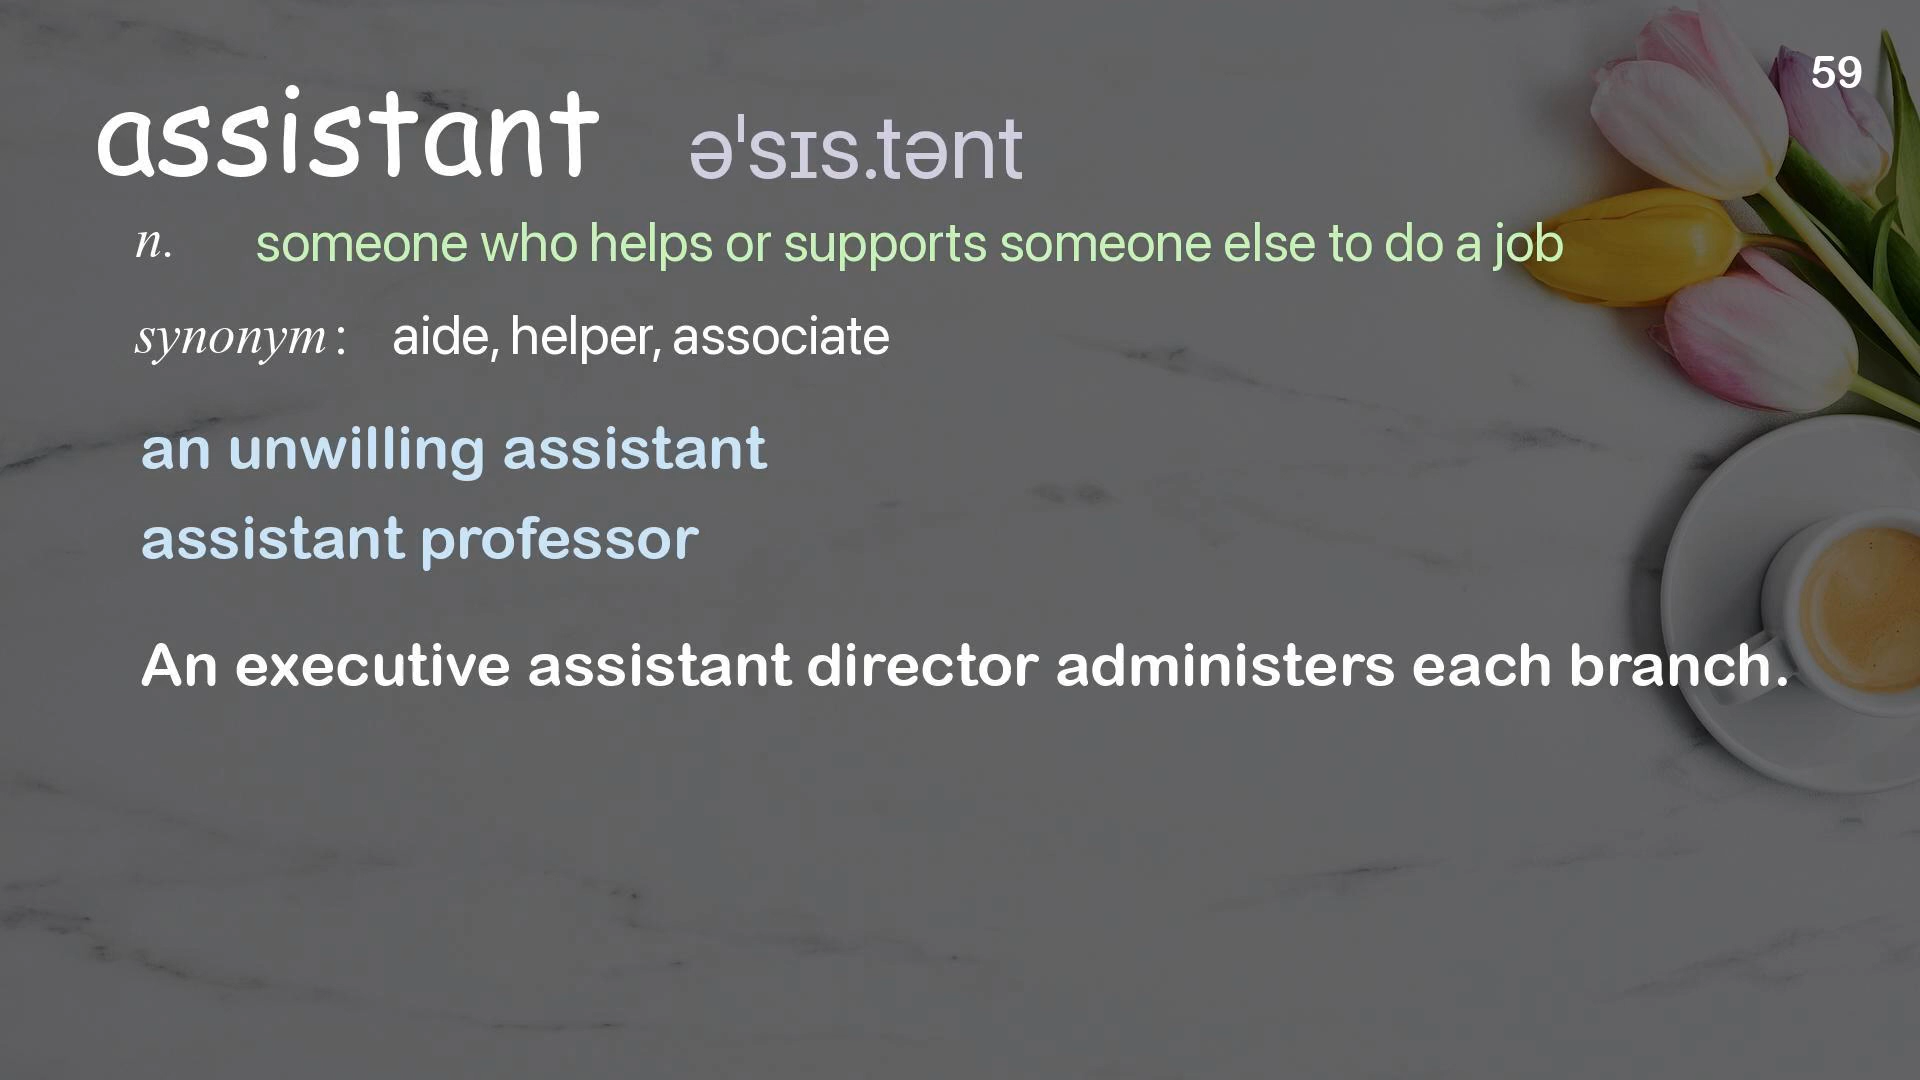 59
assistant əˈsɪs.tənt
n. someone who helps or supports someone else to do a job
synonym: aide, helper, associate
an unwilling assistant
assistant professor
An executive assistant director administers each branch.